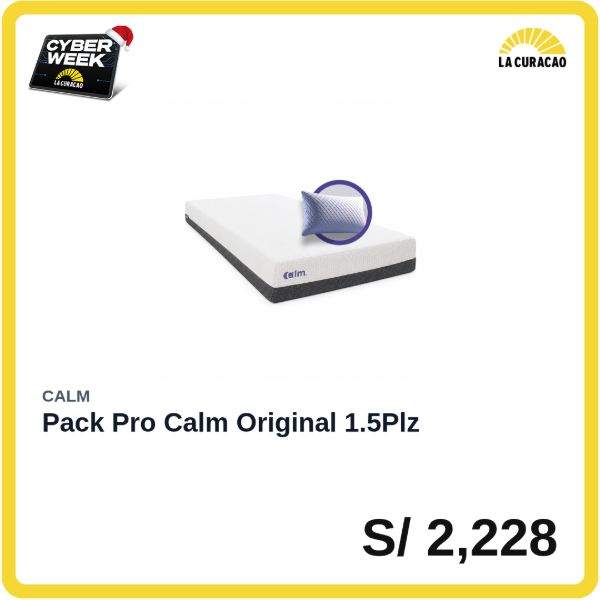 CYBER
WEEK
LA CURACAO
LA CURACAO
Calm.
CALM
Pack Pro Calm Original 1.5Plz
S/ 2,228